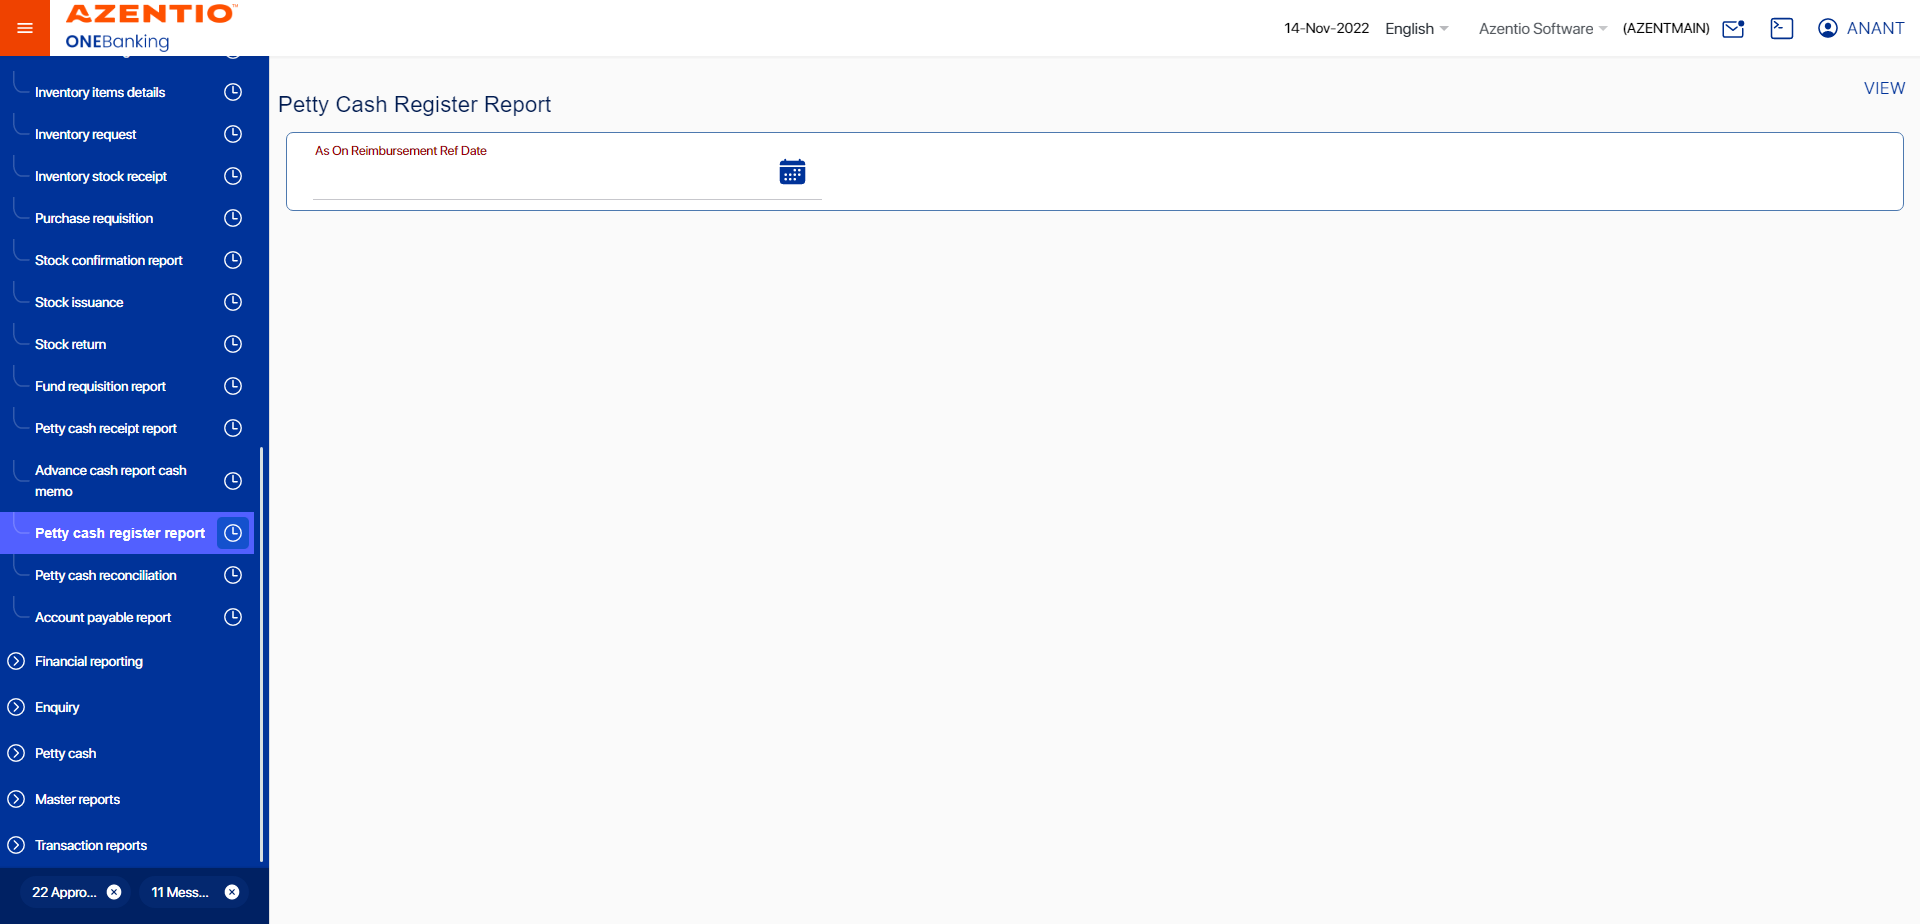 AZENTIO™
ONEBanking
14-Nov-2022
English
Azentio Software
(AZENTMAIN)
ANANT
Inventory items details
Inventory request
Inventory stock receipt
Purchase requisition
Stock confirmation report
Stock issuance
Stock return
Fund requisition report
Petty cash receipt report
Advance cash report cash
memo
Petty cash register report
Petty cash reconciliation
Account payable report
Financial reporting
Enquiry
Petty cash
Master reports
Transaction reports
22 Appro...
11 Mess...
VIEW
Petty Cash Register Report
As On Reimbursement Ref Date